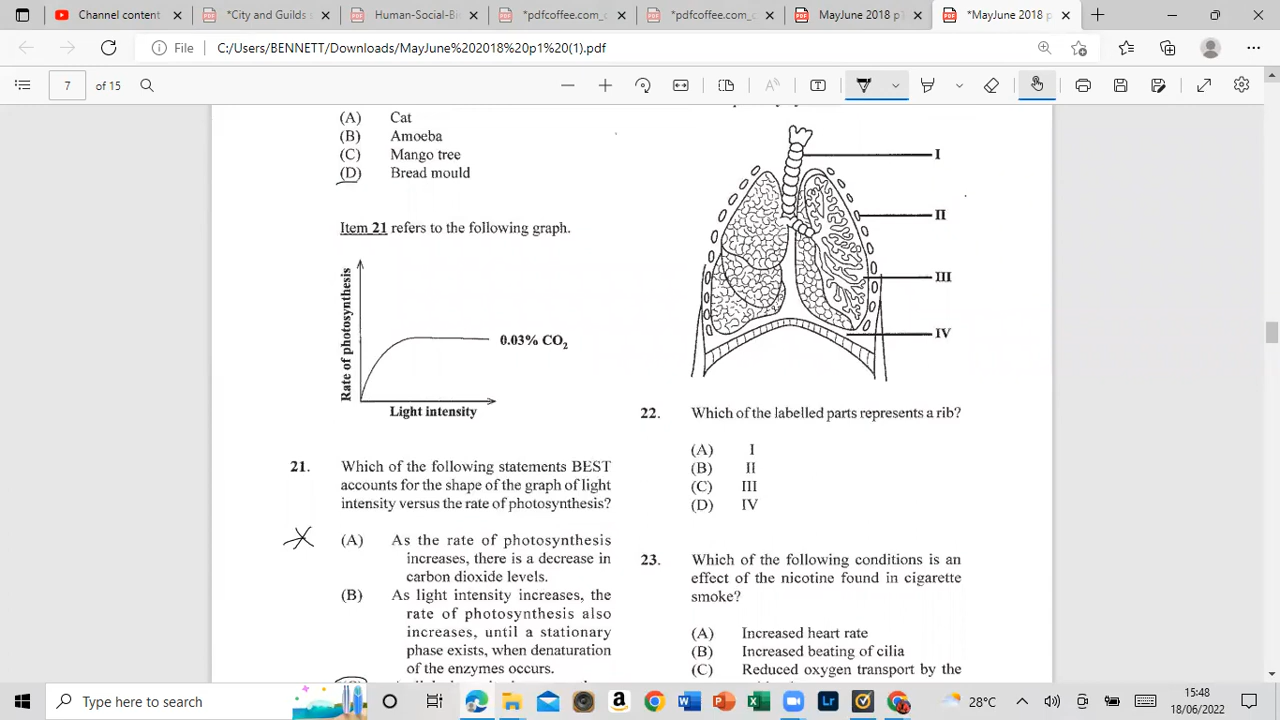 Content from
*City and Guilds
Human-Social-Bi
*pdfcoffee.com_c
*pdfcoffee.com_c
MayJune 2018 p
*MayJune 2018 p
File
C:/Users/BENNETT/Downloads/MayJune%202018%20p1%20(1).pdf
7 of 15
(A) Cat
(B) Amoeba
(C) Mango tree
(D) Bread mould
Item 21 refers to the following graph.
Rate of photosynthesis
0.03% CO₂
Light intensity
21. Which of the following statements BEST
accounts for the shape of the graph of light
intensity versus the rate of photosynthesis?
(A) As the rate of photosynthesis
increases, there is a decrease in
carbon dioxide levels.
(B) As light intensity increases, the
rate of photosynthesis also
increases, until a stationary
phase exists, when denaturation
of the enzymes occurs.
I
II
III
IV
22. Which of the labelled parts represents a rib?
(A) I
(B) II
(C) III
(D) IV
23. Which of the following conditions is an
effect of the nicotine found in cigarette
smoke?
(A) Increased heart rate
(B) Increased beating of cilia
(C) Reduced oxygen transport by the
Type here to search
28°C
15:48
18/06/2022